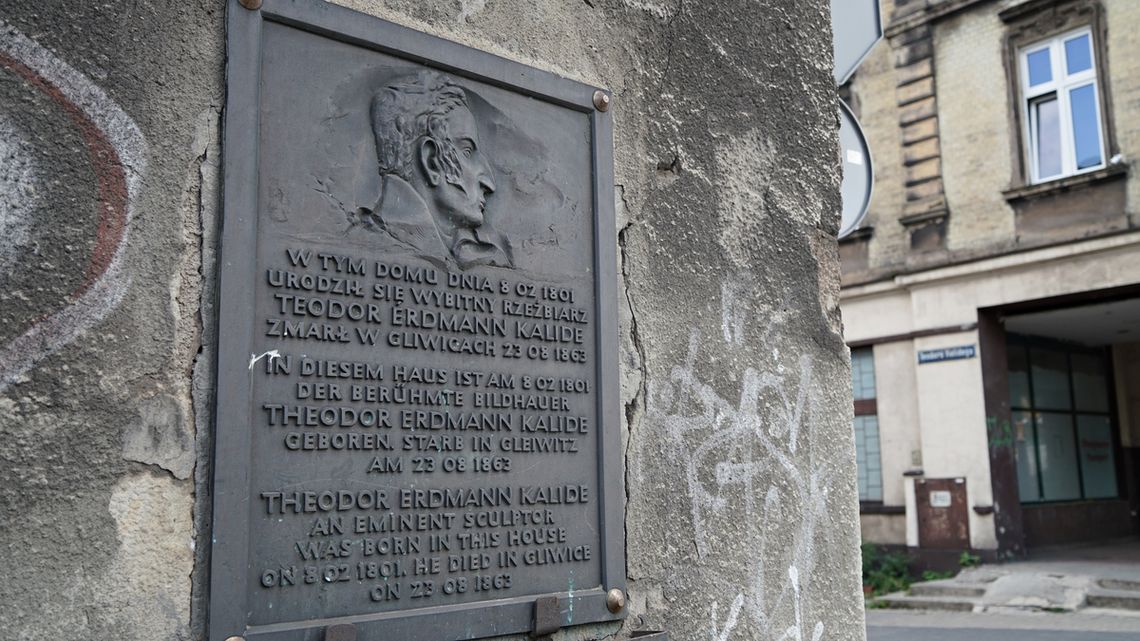 W TYM DOMU DNIA 8 02 1801
URODZIŁ SIĘ WYBITNY RZEŹBIARZ
TEODOR ERDMANN KALIDE
ZMARŁ W GLIWICACH 23 08 1863
IN DIESEM HAUS IST AM 8 02 1801
DER BERÜHMTE BILDHAUER
THEODOR ERDMANN KALIDE
GEBOREN. STARB IN GLEIWITZ
AM 23 08 1863
THEODOR ERDMANN KALIDE
AN EMINENT SCULPTOR
WAS BORN IN THIS HOUSE
ON 8 02 1801. HE DIED IN GLIWICE
ON 23 08 1863
Teodora Kalidego